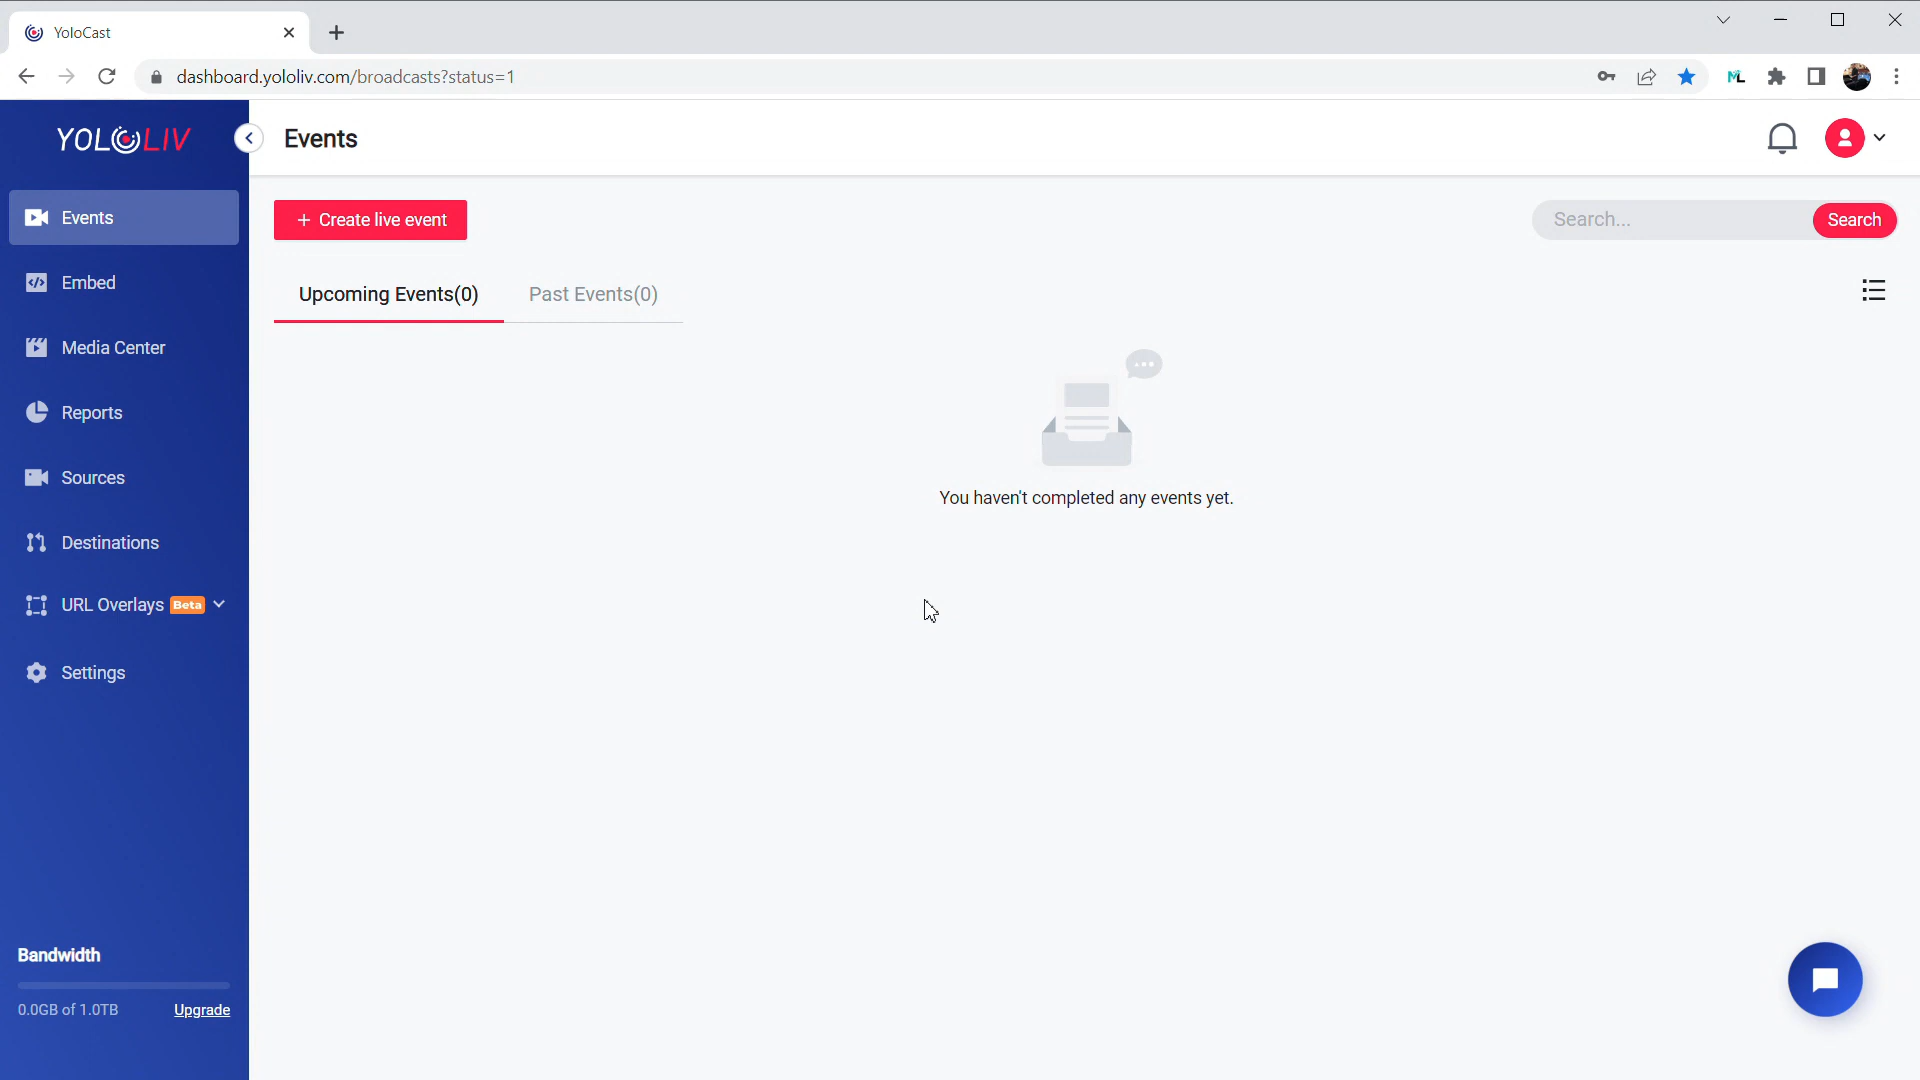 YoloCast
dashboard.yololiv.com/broadcasts?status=1
YOLOLIV
Events
Events
Embed
Media Center
Reports
Sources
Destinations
URL Overlays Beta
Settings
Bandwidth
0.0GB of 1.0TB Upgrade
+ Create live event
Search... Search
Upcoming Events(0) Past Events(0)
You haven't completed any events yet.